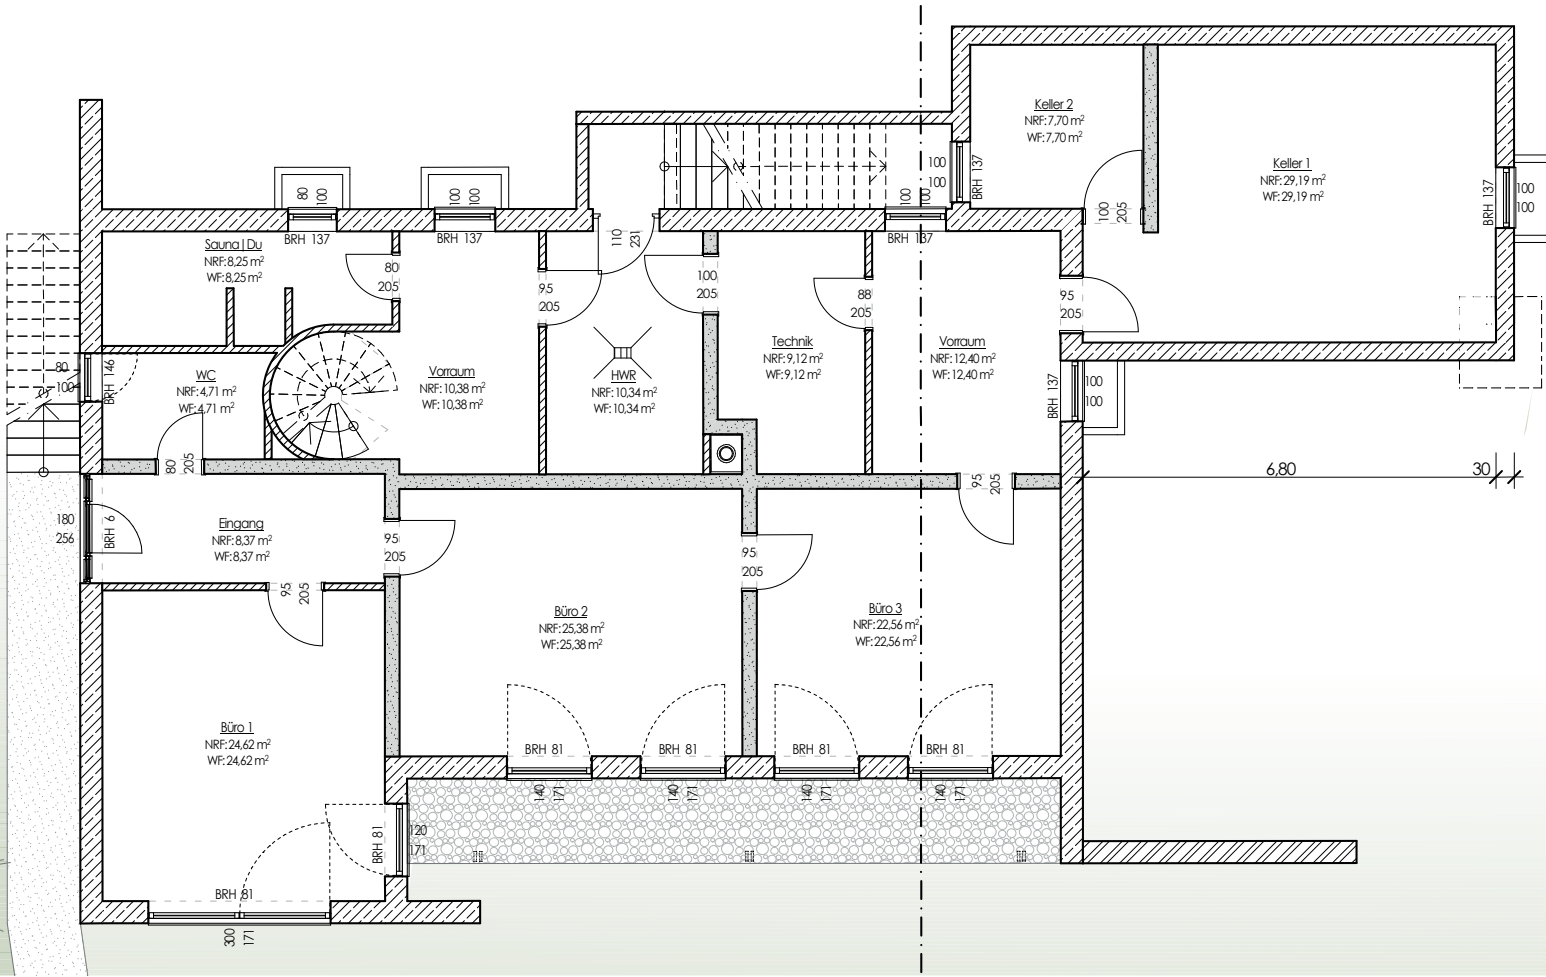 Keller 2
NRF:7,70 m²
WF:7,70 m²
Keller 1
NRF:29,19 m²
WF:29,19 m²
100
100
BRH 137
100
100
BRH 137
100
205
80
100
BRH 137
100
100
BRH 137
110
231
100
100
BRH 137
Sauna|Du
NRF:8,25 m²
WF:8,25 m²
80
205
95
205
100
205
88
205
95
205
Technik
NRF:9,12 m²
WF:9,12 m²
Vorraum
NRF:12,40 m²
WF:12,40 m²
80
100
BRH 146
WC
NRF:4,71 m²
WF:4,71 m²
Vorraum
NRF:10,38 m²
WF:10,38 m²
HWR
NRF:10,34 m²
WF:10,34 m²
BRH 137
100
100
80
205
6,80
30
95
205
180
256
BRH 6
Eingang
NRF:8,37 m²
WF:8,37 m²
95
205
95
205
95
205
Büro 2
NRF:25,38 m²
WF:25,38 m²
Büro 3
NRF:22,56 m²
WF:22,56 m²
Büro 1
NRF:24,62 m²
WF:24,62 m²
BRH 81
BRH 81
BRH 81
BRH 81
140
171
140
171
140
171
140
171
BRH 81
120
171
BRH 81
300
171